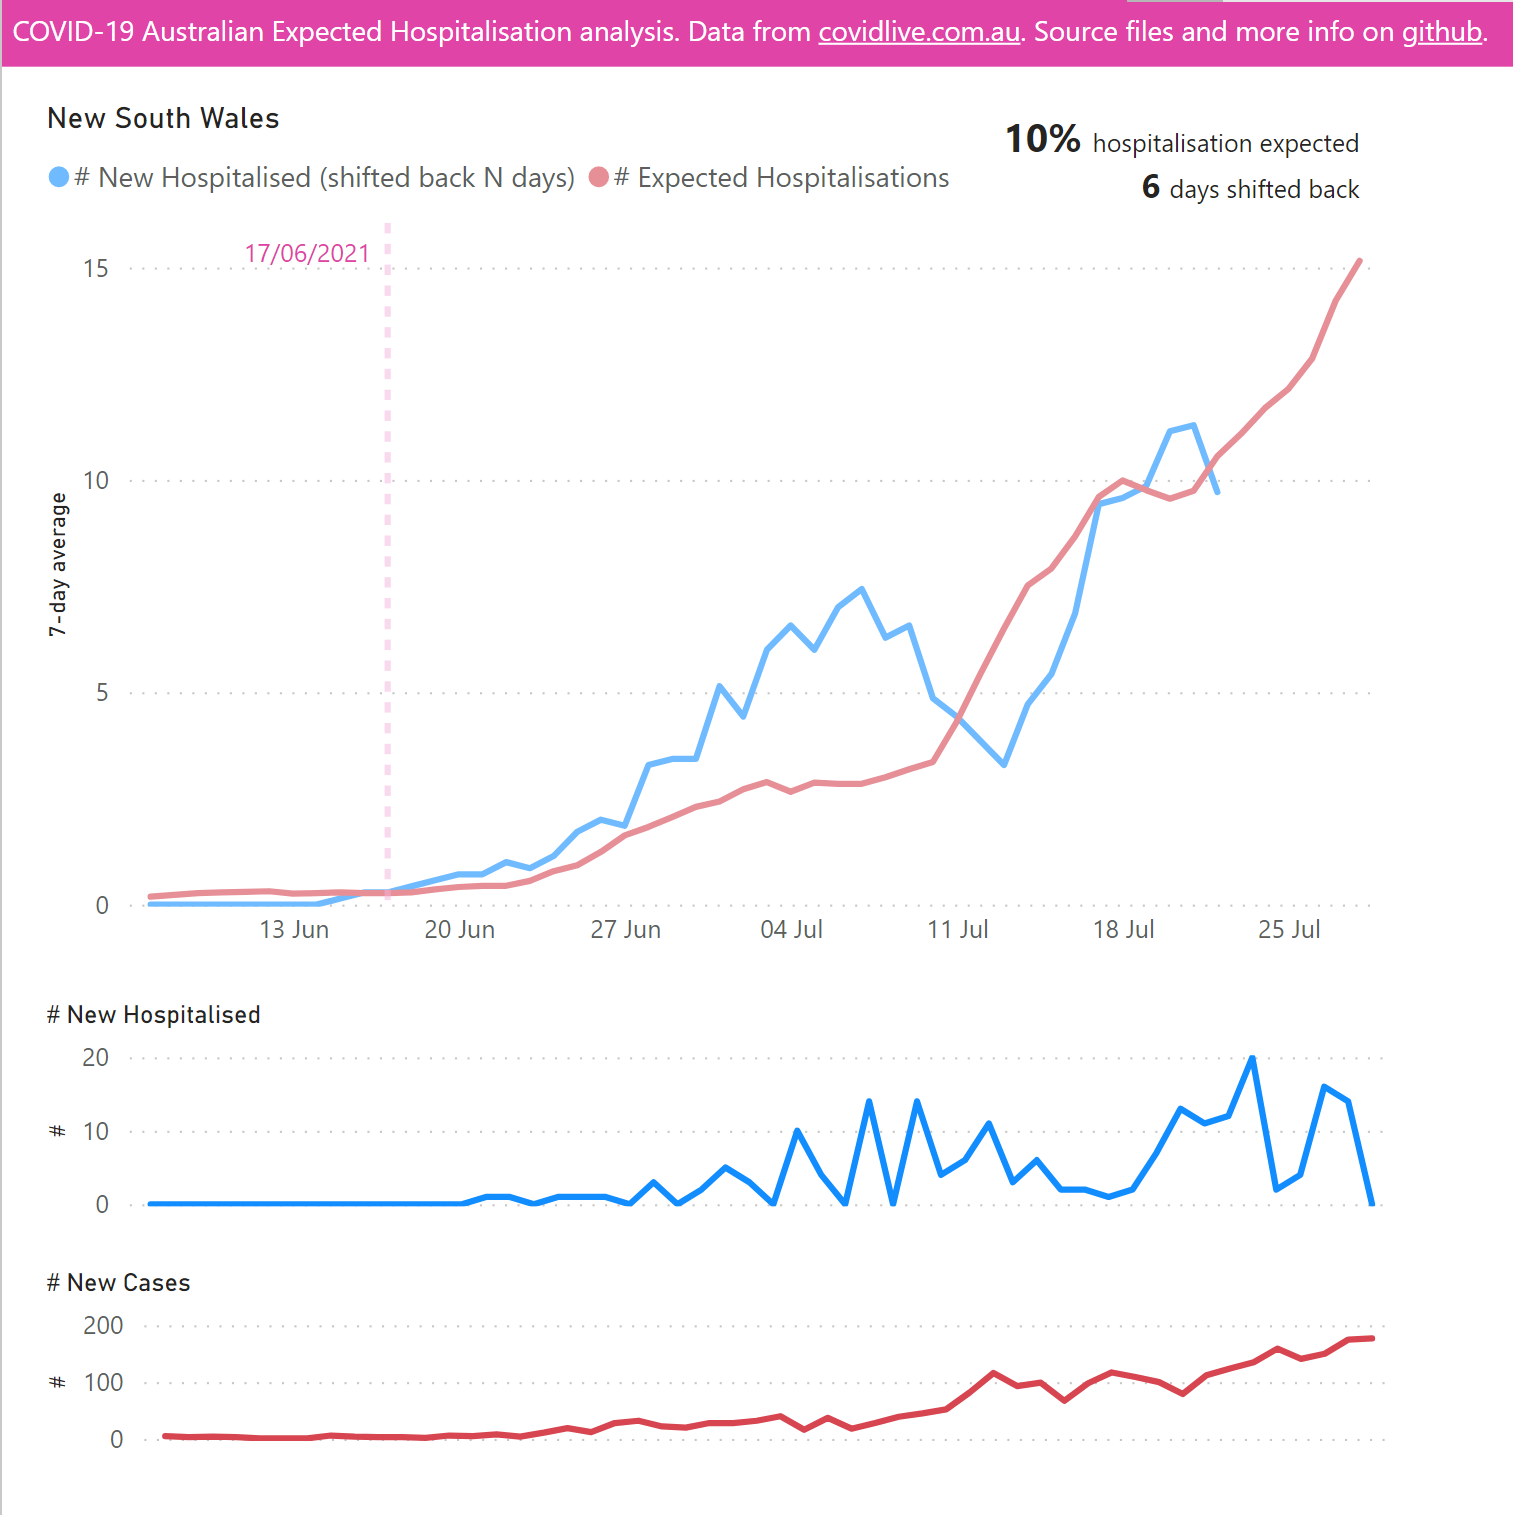 COVID-19 Australian Expected Hospitalisation analysis. Data from covidlive.com.au. Source files and more info on github.
New South Wales
10% hospitalisation expected
# New Hospitalised (shifted back N days) # Expected Hospitalisations
6 days shifted back
17/06/2021
15
10
5
0
7-day average
13 Jun 20 Jun 27 Jun 04 Jul 11 Jul 18 Jul 25 Jul
# New Hospitalised
20
10
0
#
# New Cases
200
100
0
#